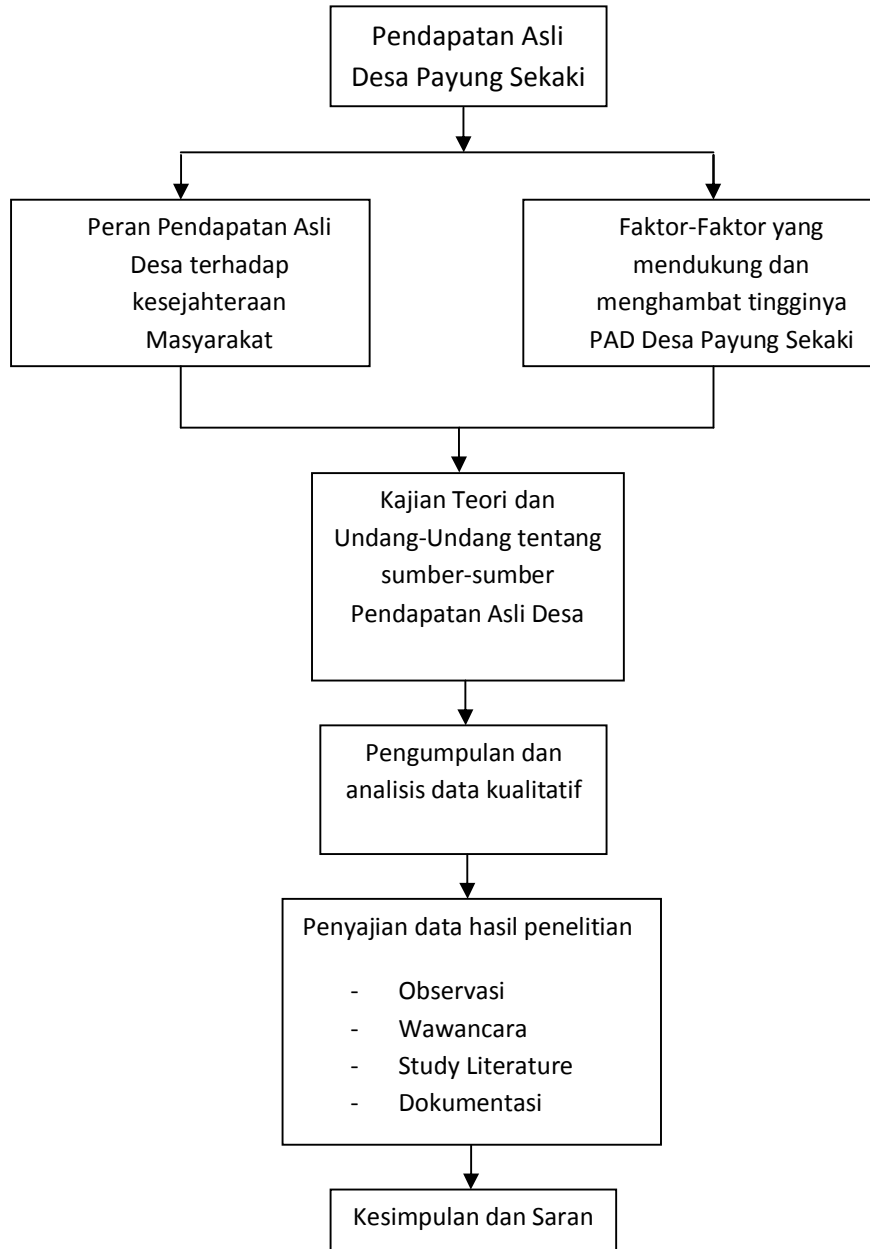 Pendapatan Asli
Desa Payung Sekaki
Peran Pendapatan Asli
Desa terhadap
kesejahteraan
Masyarakat
Faktor-Faktor yang
mendukung dan
menghambat tingginya
PAD Desa Payung Sekaki
Kajian Teori dan
Undang-Undang tentang
sumber-sumber
Pendapatan Asli Desa
Pengumpulan dan
analisis data kualitatif
Penyajian data hasil penelitian
- Observasi
- Wawancara
- Study Literature
- Dokumentasi
Kesimpulan dan Saran